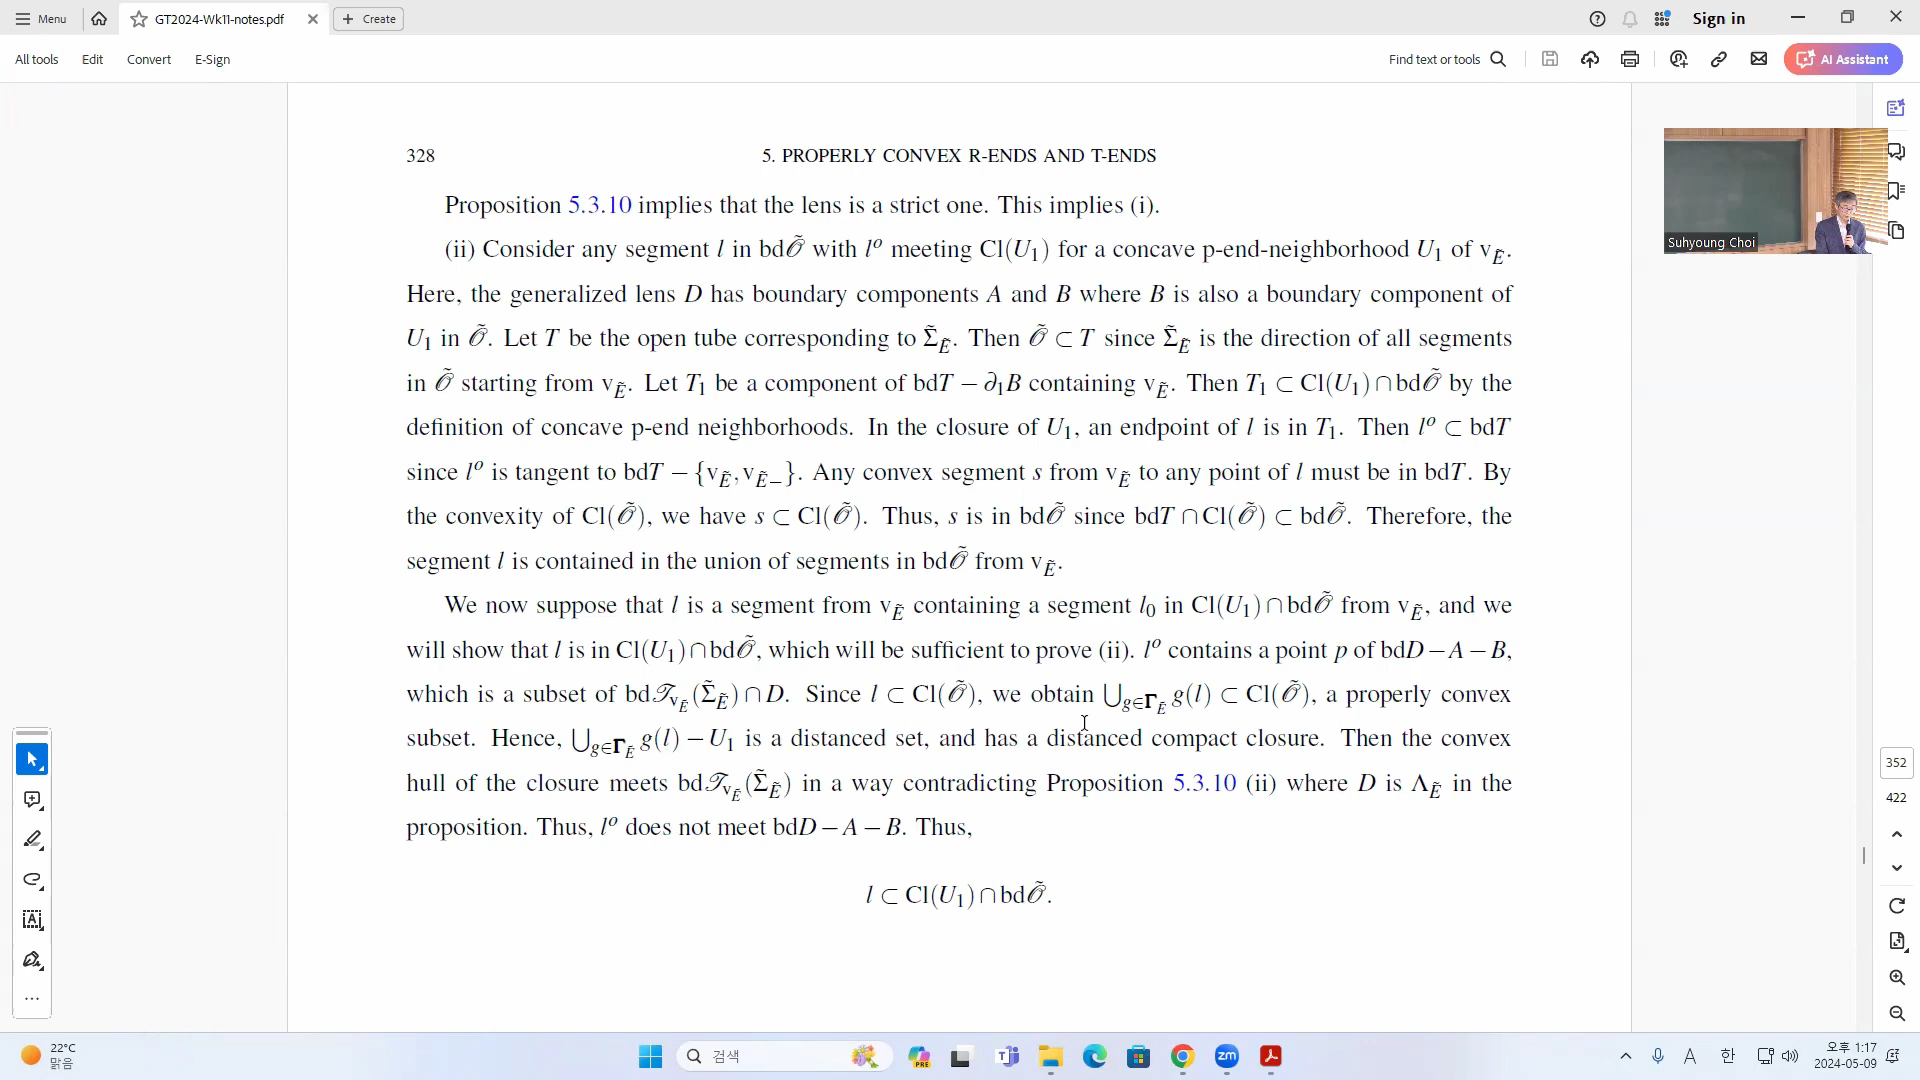 Menu
GT2024-Wk11-notes.pdf
+ Create
Sign in
All tools Edit Convert E-Sign
Find text or tools
AI Assistant
328 5. PROPERLY CONVEX R-ENDS AND T-ENDS
Proposition 5.3.10 implies that the lens is a strict one. This implies (i).
(ii) Consider any segment l in bd𝒪̃ with lᵒ meeting Cl(U₁) for a concave p-end-neighborhood U₁ of v_Ẽ.
Here, the generalized lens D has boundary components A and B where B is also a boundary component of
U₁ in 𝒪̃. Let T be the open tube corresponding to Σ̃_Ẽ. Then 𝒪̃ ⊂ T since Σ̃_Ẽ is the direction of all segments
in 𝒪̃ starting from v_Ẽ. Let T₁ be a component of bdT − ∂₁B containing v_Ẽ. Then T₁ ⊂ Cl(U₁) ∩ bd𝒪̃ by the
definition of concave p-end neighborhoods. In the closure of U₁, an endpoint of l is in T₁. Then lᵒ ⊂ bdT
since lᵒ is tangent to bdT − {v_Ẽ, v_Ẽ−}. Any convex segment s from v_Ẽ to any point of l must be in bdT. By
the convexity of Cl(𝒪̃), we have s ⊂ Cl(𝒪̃). Thus, s is in bd𝒪̃ since bdT ∩ Cl(𝒪̃) ⊂ bd𝒪̃. Therefore, the
segment l is contained in the union of segments in bd𝒪̃ from v_Ẽ.
We now suppose that l is a segment from v_Ẽ containing a segment l₀ in Cl(U₁) ∩ bd𝒪̃ from v_Ẽ, and we
will show that l is in Cl(U₁) ∩ bd𝒪̃, which will be sufficient to prove (ii). lᵒ contains a point p of bdD − A − B,
which is a subset of bd𝒯_{v_Ẽ}(Σ̃_Ẽ) ∩ D. Since l ⊂ Cl(𝒪̃), we obtain ⋃_{g∈Γ_Ẽ} g(l) ⊂ Cl(𝒪̃), a properly convex
subset. Hence, ⋃_{g∈Γ_Ẽ} g(l) − U₁ is a distanced set, and has a distanced compact closure. Then the convex
hull of the closure meets bd𝒯_{v_Ẽ}(Σ̃_Ẽ) in a way contradicting Proposition 5.3.10 (ii) where D is Λ_Ẽ in the
proposition. Thus, lᵒ does not meet bdD − A − B. Thus,
l ⊂ Cl(U₁) ∩ bd𝒪̃.
Suhyoung Choi
352
422
22°C
맑음
검색
PRE
zm
A
한
오후 1:17
2024-05-09